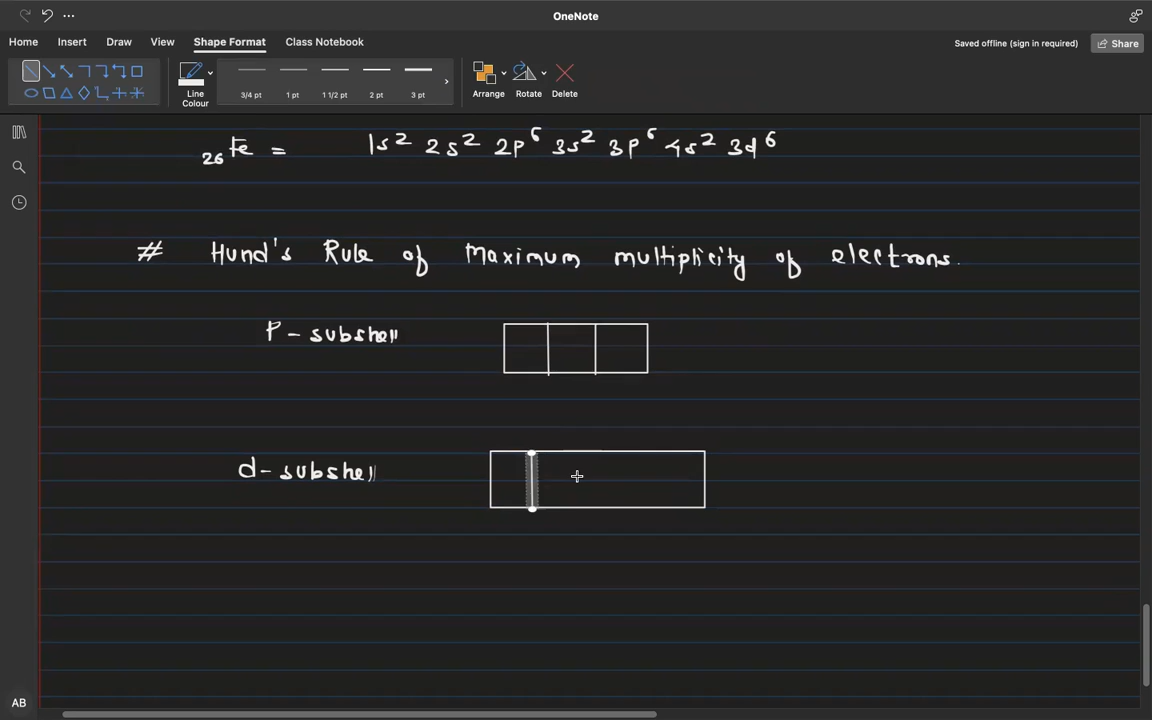 OneNote
Home Insert Draw View Shape Format Class Notebook
Saved offline (sign in required) Share
Line Colour
3/4 pt 1 pt 1 1/2 pt 2 pt 3 pt
Arrange Rotate Delete
₂₆Fe = 1s² 2s² 2p⁶ 3s² 3p⁶ 4s² 3d⁶
# Hund's Rule of Maximum multiplicity of electrons.
P - subshell
d - subshell
AB